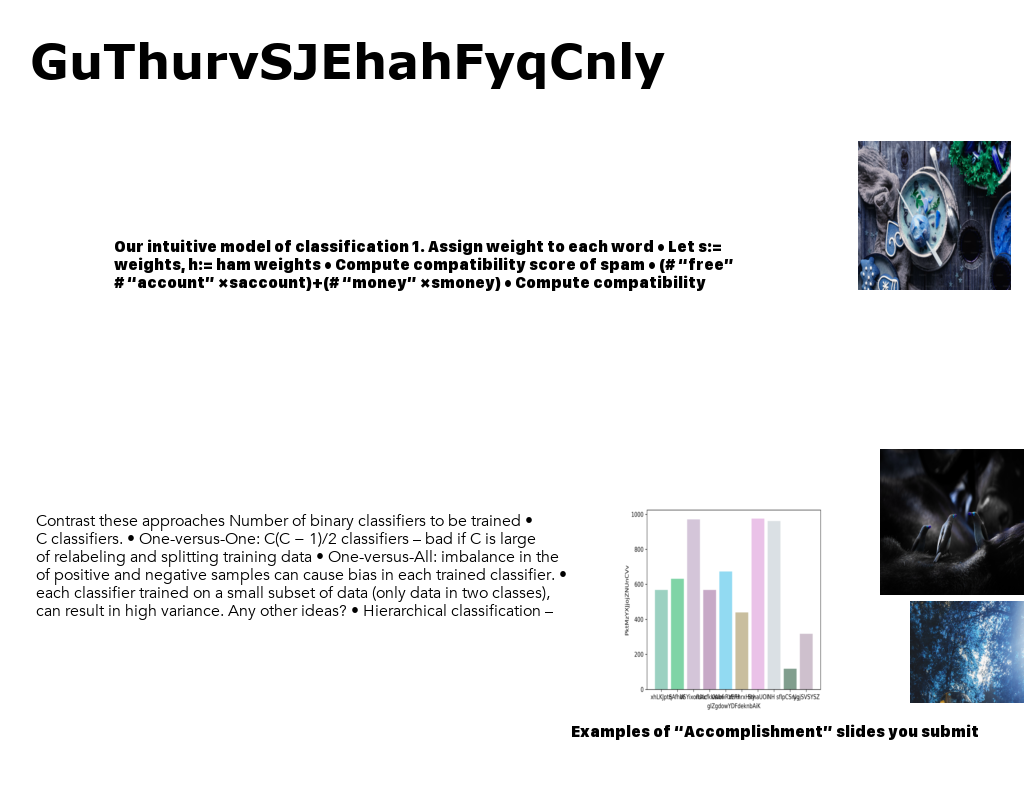 GuThurvSJEhahFyqCnly
Our intuitive model of classification 1. Assign weight to each word • Let s:=
weights, h:= ham weights • Compute compatibility score of spam • (# “free”
# “account” ×saccount)+(# “money” ×smoney) • Compute compatibility
Contrast these approaches Number of binary classifiers to be trained •
C classifiers. • One-versus-One: C(C − 1)/2 classifiers – bad if C is large
of relabeling and splitting training data • One-versus-All: imbalance in the
of positive and negative samples can cause bias in each trained classifier. •
each classifier trained on a small subset of data (only data in two classes),
can result in high variance. Any other ideas? • Hierarchical classification –
1000
800
600
400
200
0
glZgdowYDFdeknbAiK
Examples of “Accomplishment” slides you submit